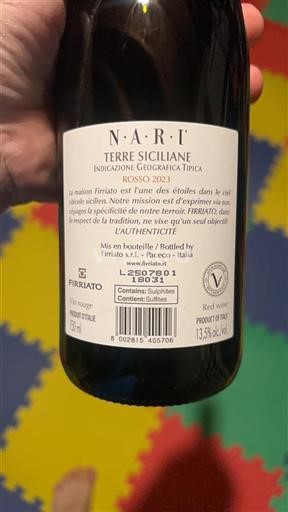 N·A·R·I
TERRE SICILIANE
INDICAZIONE GEOGRAFICA TIPICA
ROSSO 2023
La maison Firriato est l'une des étoiles dans le ciel
viticole sicilien. Notre mission est d'exprimer via nos
cépages la spécificité de notre terroir. FIRRIATO, dans
le respect de la tradition, ne vise qu'un seul objectif:
L'AUTHENTICITÉ
Mis en bouteille / Bottled by
Firriato s.r.l. - Paceco - Italia
www.firriato.it
L2507801
18031
FIRRIATO
V
Contains: Sulphites
Contient: Sulfites
Vin rouge
Red wine
PRODUIT D'ITALIE
PRODUCT OF ITALY
750 ml
13,5% alc./vol.
8 002815 405706